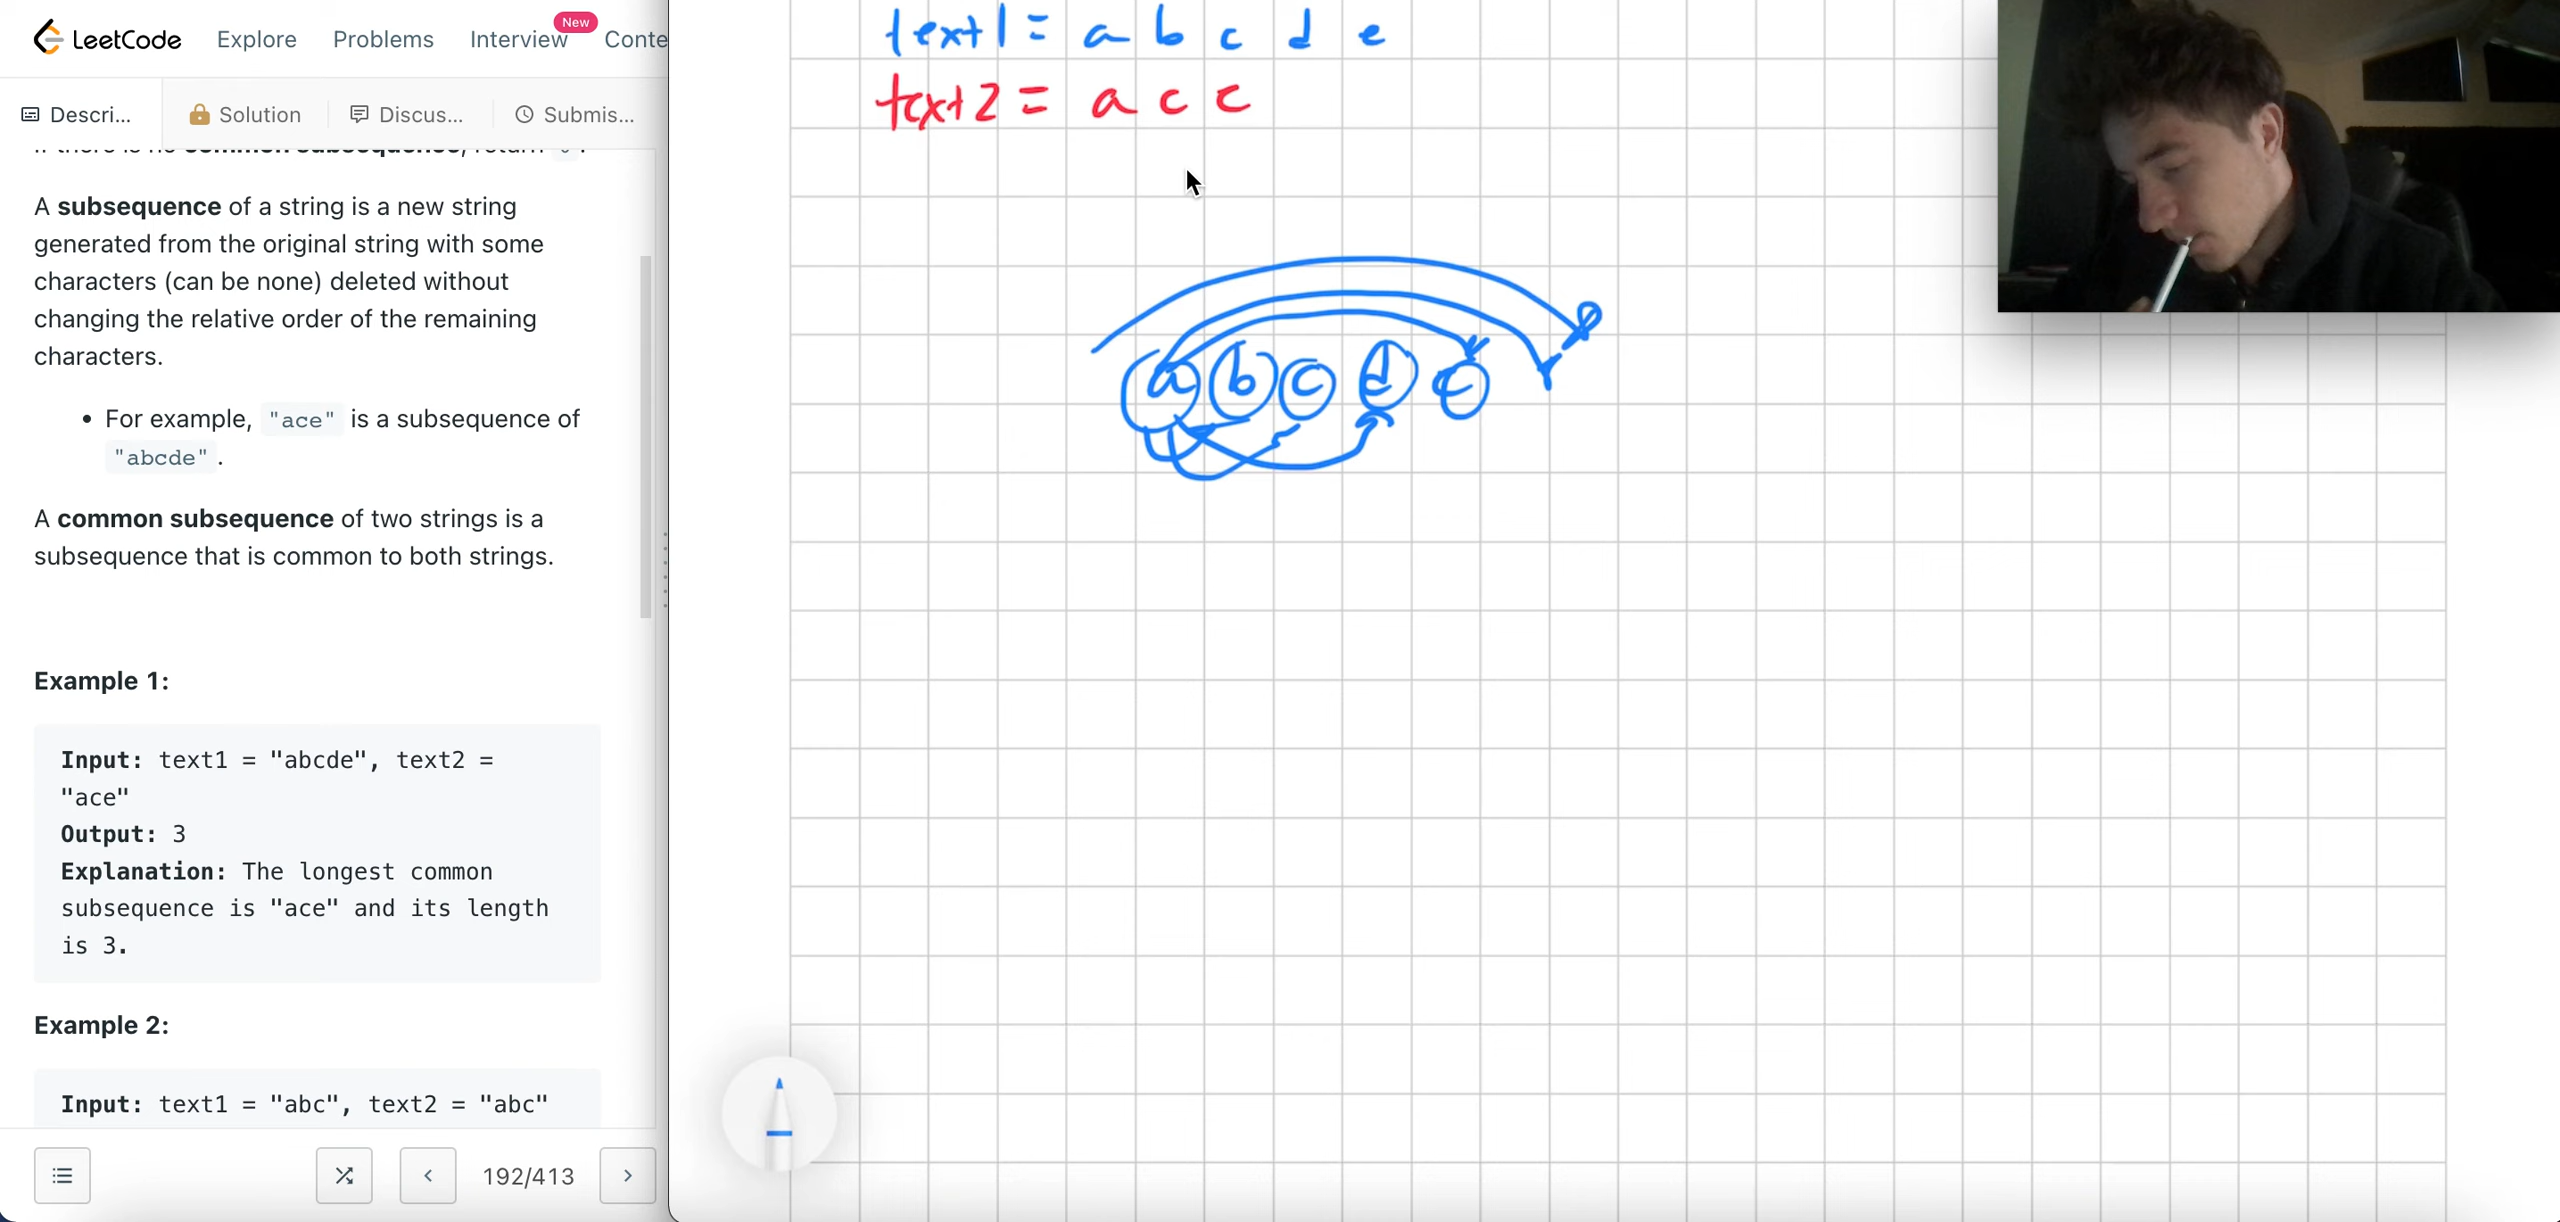 LeetCode Explore Problems Interview New Conte
Descri... Solution Discus... Submis...
A subsequence of a string is a new string
generated from the original string with some
characters (can be none) deleted without
changing the relative order of the remaining
characters.
• For example, "ace" is a subsequence of
"abcde".
A common subsequence of two strings is a
subsequence that is common to both strings.
Example 1:
Input: text1 = "abcde", text2 =
"ace"
Output: 3
Explanation: The longest common
subsequence is "ace" and its length
is 3.
Example 2:
Input: text1 = "abc", text2 = "abc"
192/413
text1 = a b c d e
text2 = a c e
a b c d e